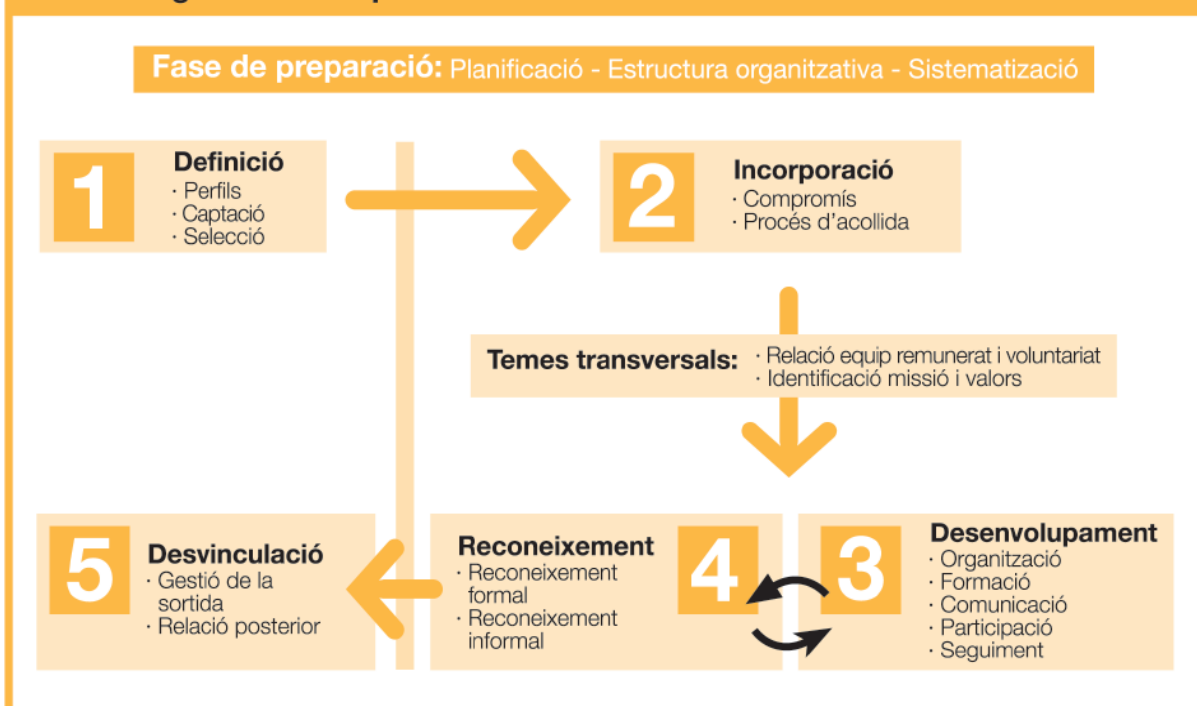 Fase de preparació: Planificació - Estructura organitzativa - Sistematització
1
Definició
· Perfils
· Captació
· Selecció
2
Incorporació
· Compromís
· Procés d'acollida
Temes transversals:
· Relació equip remunerat i voluntariat
· Identificació missió i valors
5
Desvinculació
· Gestió de la
sortida
· Relació posterior
Reconeixement
· Reconeixement
formal
· Reconeixement
informal
4
3
Desenvolupament
· Organització
· Formació
· Comunicació
· Participació
· Seguiment